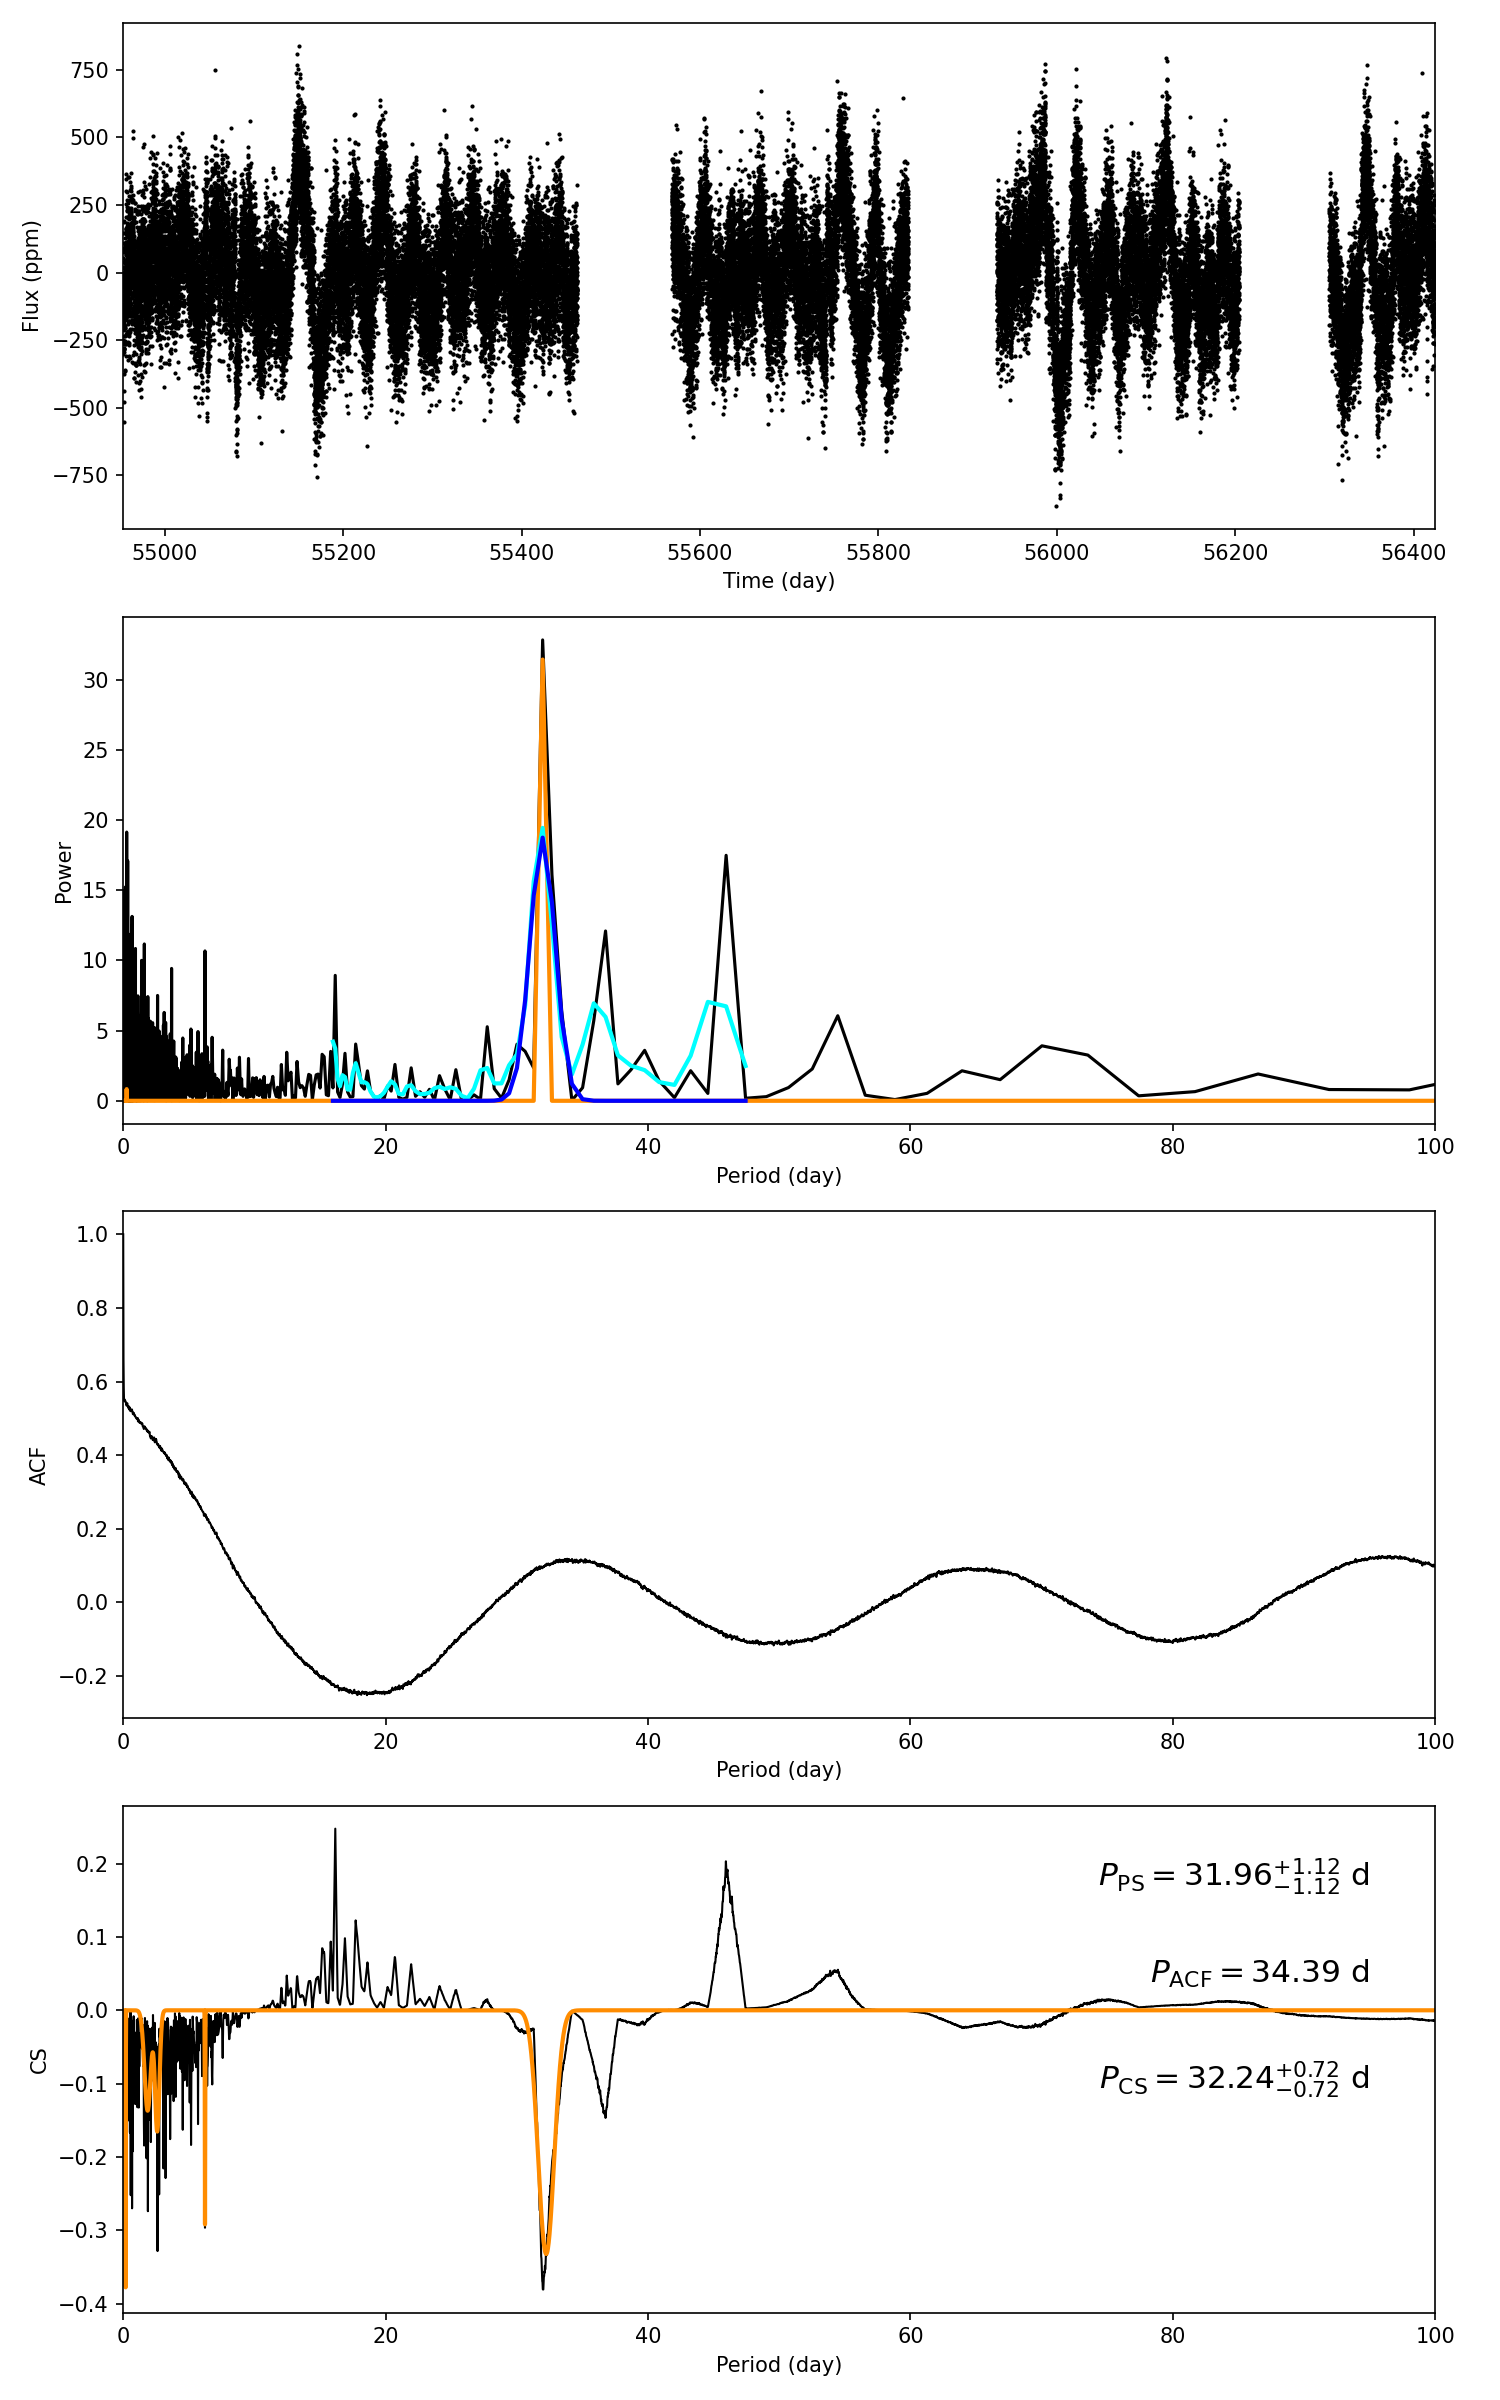 750
500
250
0
−250
−500
−750
Flux (ppm)
55000 55200 55400 55600 55800 56000 56200 56400
Time (day)
30
25
20
15
10
5
0
Power
0 20 40 60 80 100
Period (day)
1.0
0.8
0.6
0.4
0.2
0.0
−0.2
ACF
0 20 40 60 80 100
Period (day)
0.2
0.1
0.0
−0.1
−0.2
−0.3
−0.4
CS
P_PS = 31.96^{+1.12}_{−1.12} d
P_ACF = 34.39 d
P_CS = 32.24^{+0.72}_{−0.72} d
0 20 40 60 80 100
Period (day)